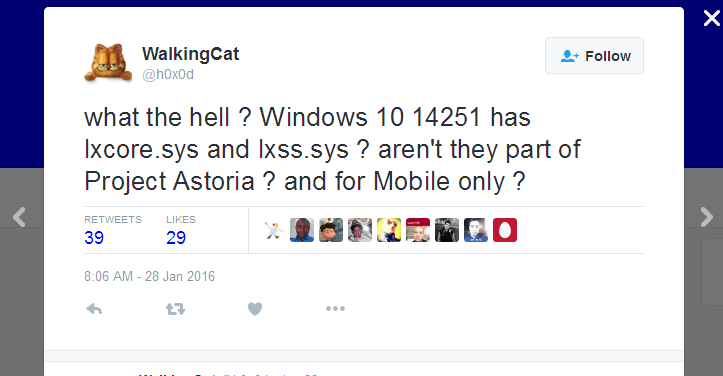 WalkingCat
@h0x0d
Follow
what the hell ? Windows 10 14251 has
lxcore.sys and lxss.sys ? aren't they part of
Project Astoria ? and for Mobile only ?
RETWEETS
LIKES
39
29
8:06 AM - 28 Jan 2016